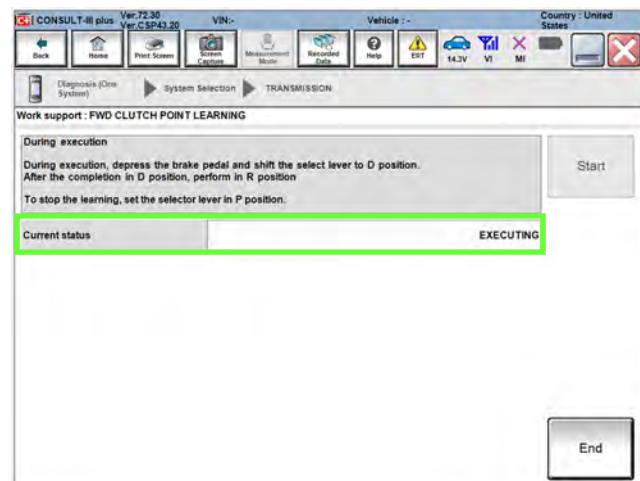 CONSULT-III plus Ver.72.30 Ver.CSP43.20 VIN:- Vehicle : - Country : United States
Back Home Print Screen Screen Capture Measurement Mode Recorded Data Help ERT 14.3V VI MI
Diagnosis (One System) System Selection TRANSMISSION
Work support : FWD CLUTCH POINT LEARNING
During execution
During execution, depress the brake pedal and shift the select lever to D position.
After the completion in D position, perform in R position
To stop the learning, set the selector lever in P position.
Start
Current status EXECUTING
End